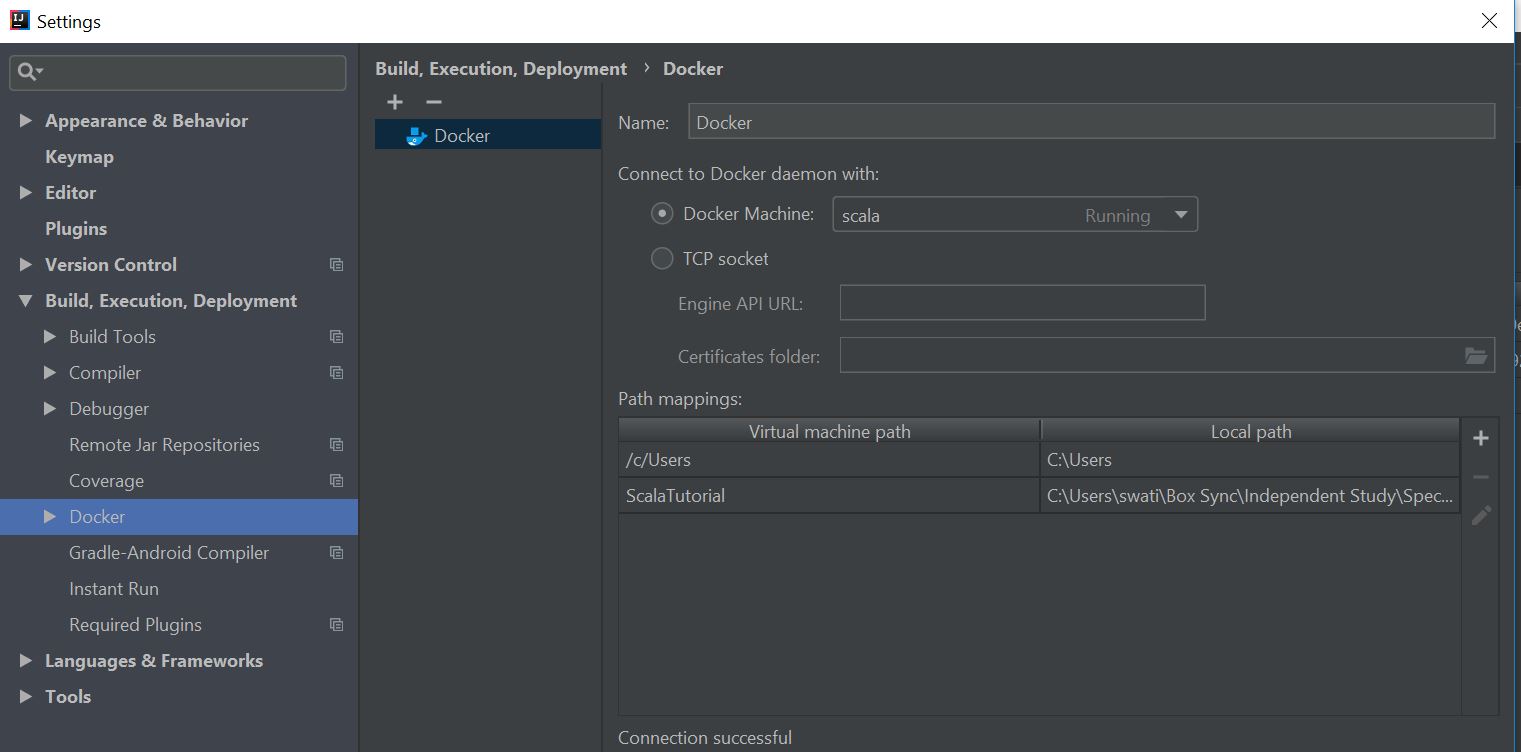 Settings
Appearance & Behavior
Keymap
Editor
Plugins
Version Control
Build, Execution, Deployment
Build Tools
Compiler
Debugger
Remote Jar Repositories
Coverage
Docker
Gradle-Android Compiler
Instant Run
Required Plugins
Languages & Frameworks
Tools
Build, Execution, Deployment › Docker
Docker
Name: Docker
Connect to Docker daemon with:
Docker Machine: scala Running
TCP socket
Engine API URL:
Certificates folder:
Path mappings:
Virtual machine path Local path
/c/Users C:\Users
ScalaTutorial C:\Users\swati\Box Sync\Independent Study\Spec...
Connection successful